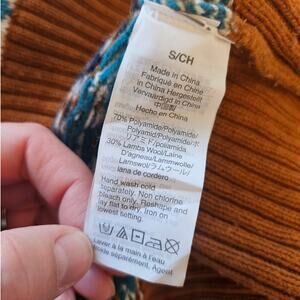 S/CH
Made in China
Fabriqué en Chine
in China Hergestellt
Vervaardigd in China
中国製
Hecho en China
70% Polyamide/Polyamide/
Polyamid/Polyamide/ポ
リアミド/poliamida
30% Lambs Wool/Laine
D'agneau/Lammwolle/
Lamswol/ラムウール/
lana de cordero
Hand wash cold
separately. Non Chlorine
bleach only. Reshape and
lay flat to dry. Iron on
lowest setting.
Laver à la main à l'eau
froide séparément. Agent